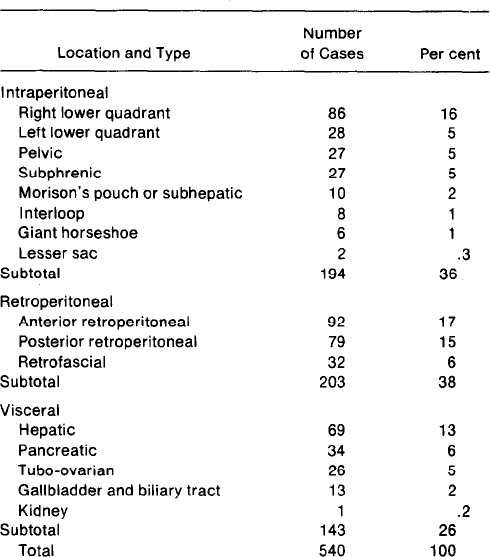 Location and Type Number of Cases Per cent
Intraperitoneal
Right lower quadrant 86 16
Left lower quadrant 28 5
Pelvic 27 5
Subphrenic 27 5
Morison's pouch or subhepatic 10 2
Interloop 8 1
Giant horseshoe 6 1
Lesser sac 2 .3
Subtotal 194 36
Retroperitoneal
Anterior retroperitoneal 92 17
Posterior retroperitoneal 79 15
Retrofascial 32 6
Subtotal 203 38
Visceral
Hepatic 69 13
Pancreatic 34 6
Tubo-ovarian 26 5
Gallbladder and biliary tract 13 2
Kidney 1 .2
Subtotal 143 26
Total 540 100